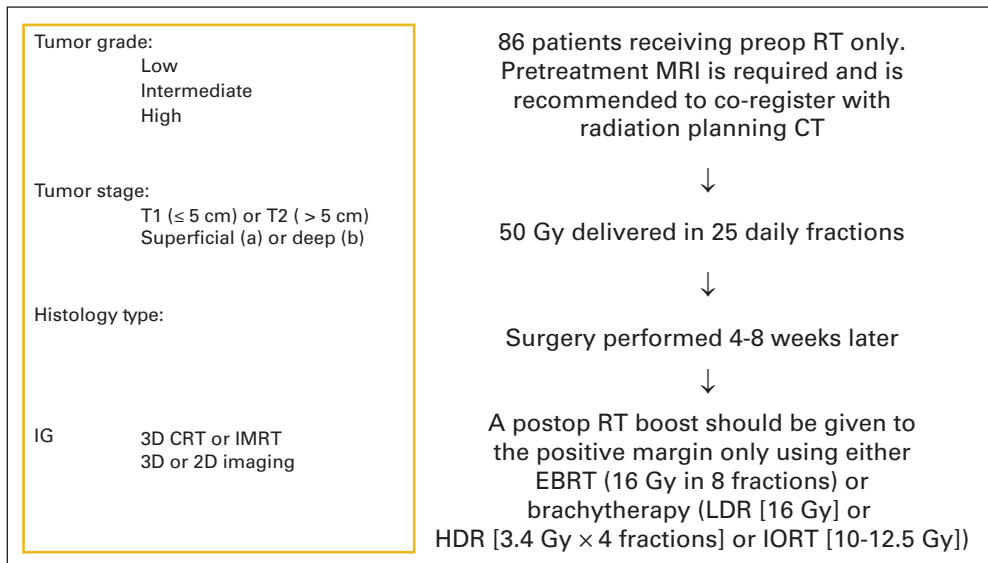 Tumor grade:
Low
Intermediate
High
Tumor stage:
T1 (≤ 5 cm) or T2 ( > 5 cm)
Superficial (a) or deep (b)
Histology type:
IG 3D CRT or IMRT
3D or 2D imaging
86 patients receiving preop RT only.
Pretreatment MRI is required and is
recommended to co-register with
radiation planning CT
↓
50 Gy delivered in 25 daily fractions
↓
Surgery performed 4-8 weeks later
↓
A postop RT boost should be given to
the positive margin only using either
EBRT (16 Gy in 8 fractions) or
brachytherapy (LDR [16 Gy] or
HDR [3.4 Gy × 4 fractions] or IORT [10-12.5 Gy])